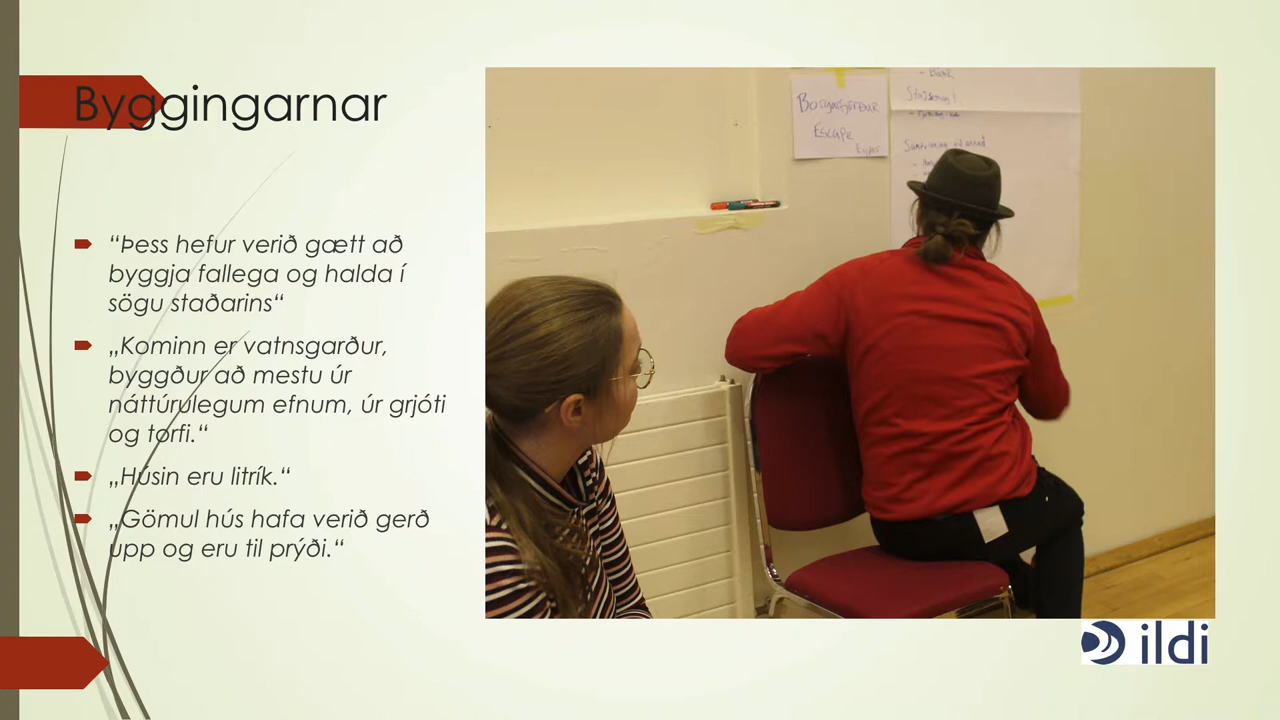 Byggingarnar
“Þess hefur verið gætt að
byggja fallega og halda í
sögu staðarins“
„Kominn er vatnsgarður,
byggður að mestu úr
náttúrulegum efnum, úr grjóti
og torfi.“
„Húsin eru litrík.“
„Gömul hús hafa verið gerð
upp og eru til prýði.“
Escape
ildi